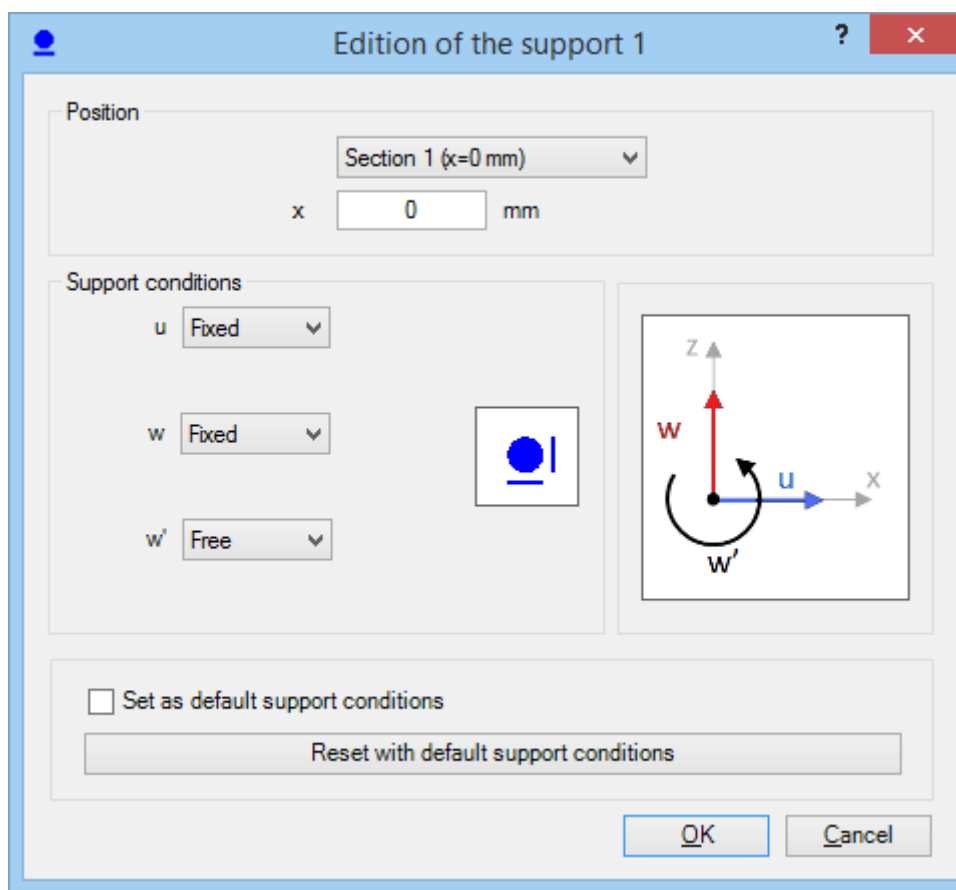 Edition of the support 1
?
Position
Section 1 (x=0 mm)
x 0 mm
Support conditions
u Fixed
w Fixed
w' Free
z
w
u
x
w'
Set as default support conditions
Reset with default support conditions
OK Cancel